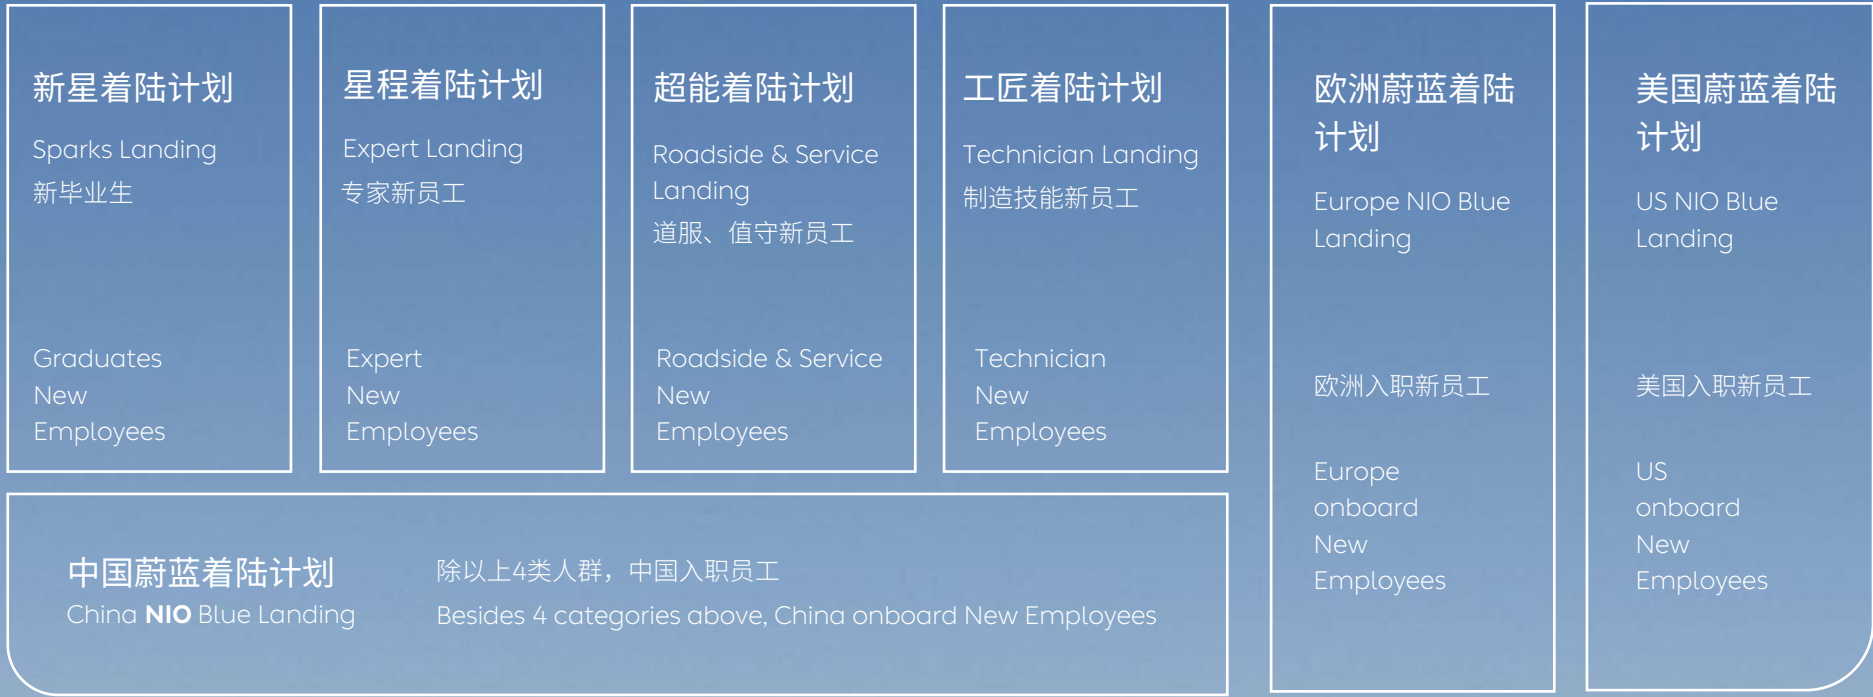 新星着陆计划
Sparks Landing
新毕业生
Graduates
New
Employees
星程着陆计划
Expert Landing
专家新员工
Expert
New
Employees
超能着陆计划
Roadside & Service
Landing
道服、值守新员工
Roadside & Service
New
Employees
工匠着陆计划
Technician Landing
制造技能新员工
Technician
New
Employees
欧洲蔚蓝着陆
计划
Europe NIO Blue
Landing
欧洲入职新员工
Europe
onboard
New
Employees
美国蔚蓝着陆
计划
US NIO Blue
Landing
美国入职新员工
US
onboard
New
Employees
中国蔚蓝着陆计划
China NIO Blue Landing
除以上4类人群，中国入职员工
Besides 4 categories above, China onboard New Employees